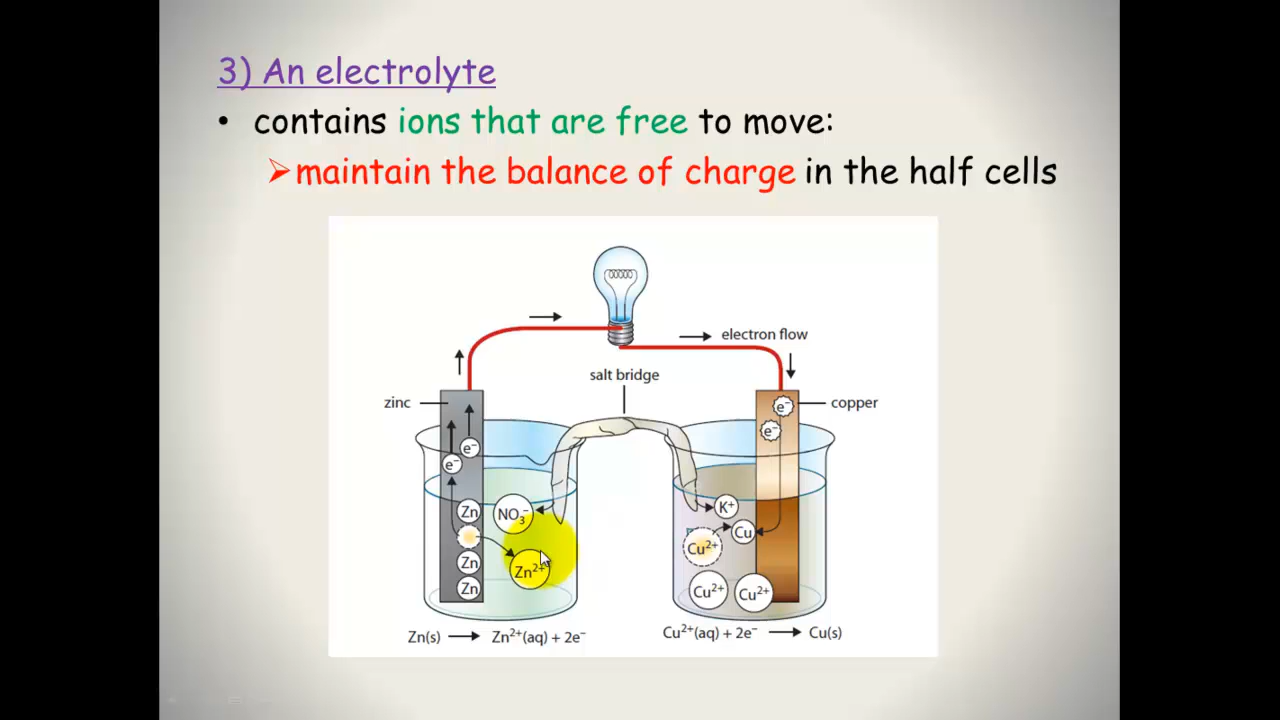 3) An electrolyte
• contains ions that are free to move:
➢maintain the balance of charge in the half cells
electron flow
salt bridge
zinc
copper
e⁻
e⁻
e⁻
e⁻
Zn
NO₃⁻
K⁺
Cu
Cu²⁺
Zn
Zn²⁺
Zn
Cu²⁺
Cu²⁺
Zn(s) ⟶ Zn²⁺(aq) + 2e⁻
Cu²⁺(aq) + 2e⁻ ⟶ Cu(s)